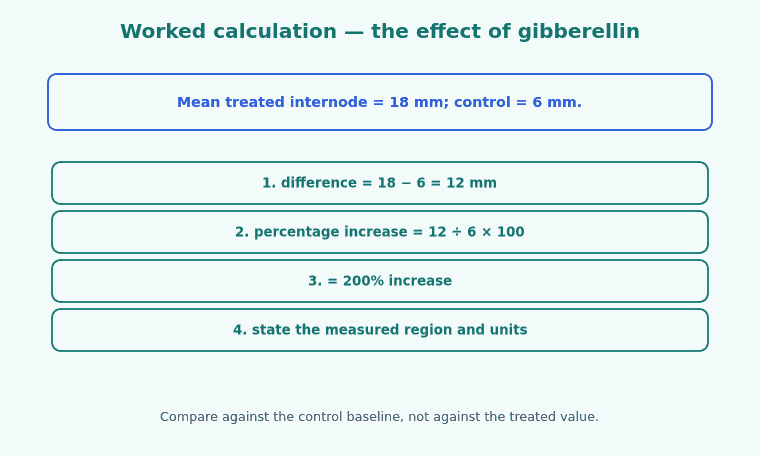 Worked calculation — the effect of gibberellin
Mean treated internode = 18 mm; control = 6 mm.
1. difference = 18 − 6 = 12 mm
2. percentage increase = 12 ÷ 6 × 100
3. = 200% increase
4. state the measured region and units
Compare against the control baseline, not against the treated value.